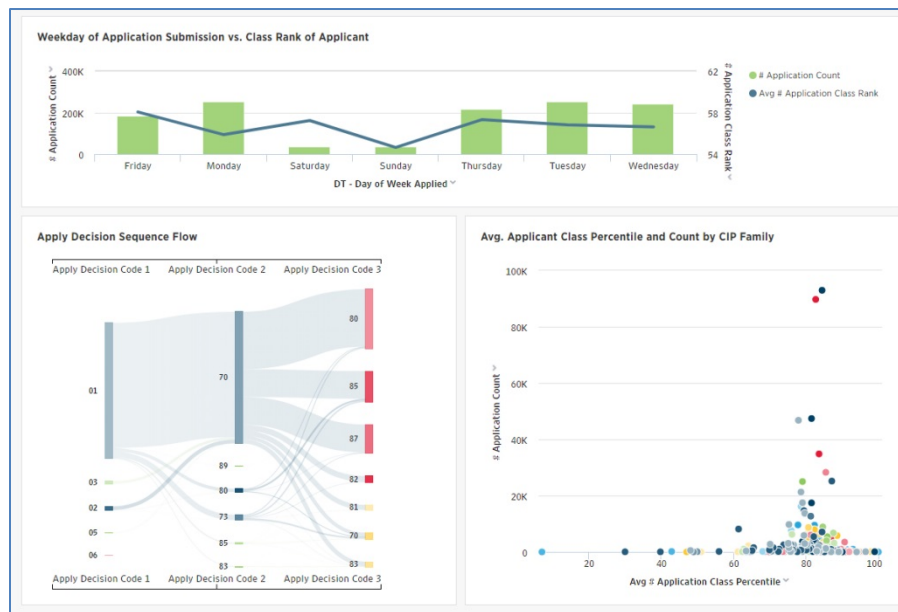 Weekday of Application Submission vs. Class Rank of Applicant
# Application Count
400K
200K
0
62
58
54
# Application Class Rank
# Application Count
Avg # Application Class Rank
Friday Monday Saturday Sunday Thursday Tuesday Wednesday
DT - Day of Week Applied
Apply Decision Sequence Flow
Apply Decision Code 1 Apply Decision Code 2 Apply Decision Code 3
01
03
02
05
06
70
89
80
73
85
83
80
85
87
82
81
70
83
Apply Decision Code 1 Apply Decision Code 2 Apply Decision Code 3
Avg. Applicant Class Percentile and Count by CIP Family
# Application Count
100K
80K
60K
40K
20K
0
20 40 60 80 100
Avg # Application Class Percentile